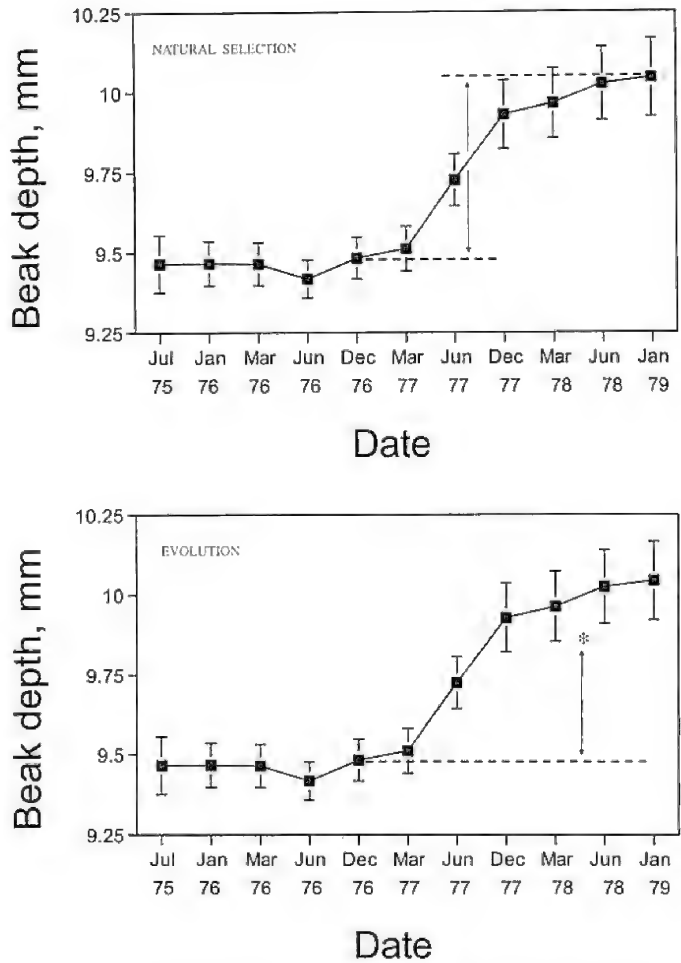 10.25
NATURAL SELECTION
10
9.75
9.5
9.25
Beak depth, mm
Jul Jan Mar Jun Dec Mar Jun Dec Mar Jun Jan
75 76 76 76 76 77 77 77 78 78 79
Date
10.25
EVOLUTION
10
*
9.75
9.5
9.25
Beak depth, mm
Jul Jan Mar Jun Dec Mar Jun Dec Mar Jun Jan
75 76 76 76 76 77 77 77 78 78 79
Date